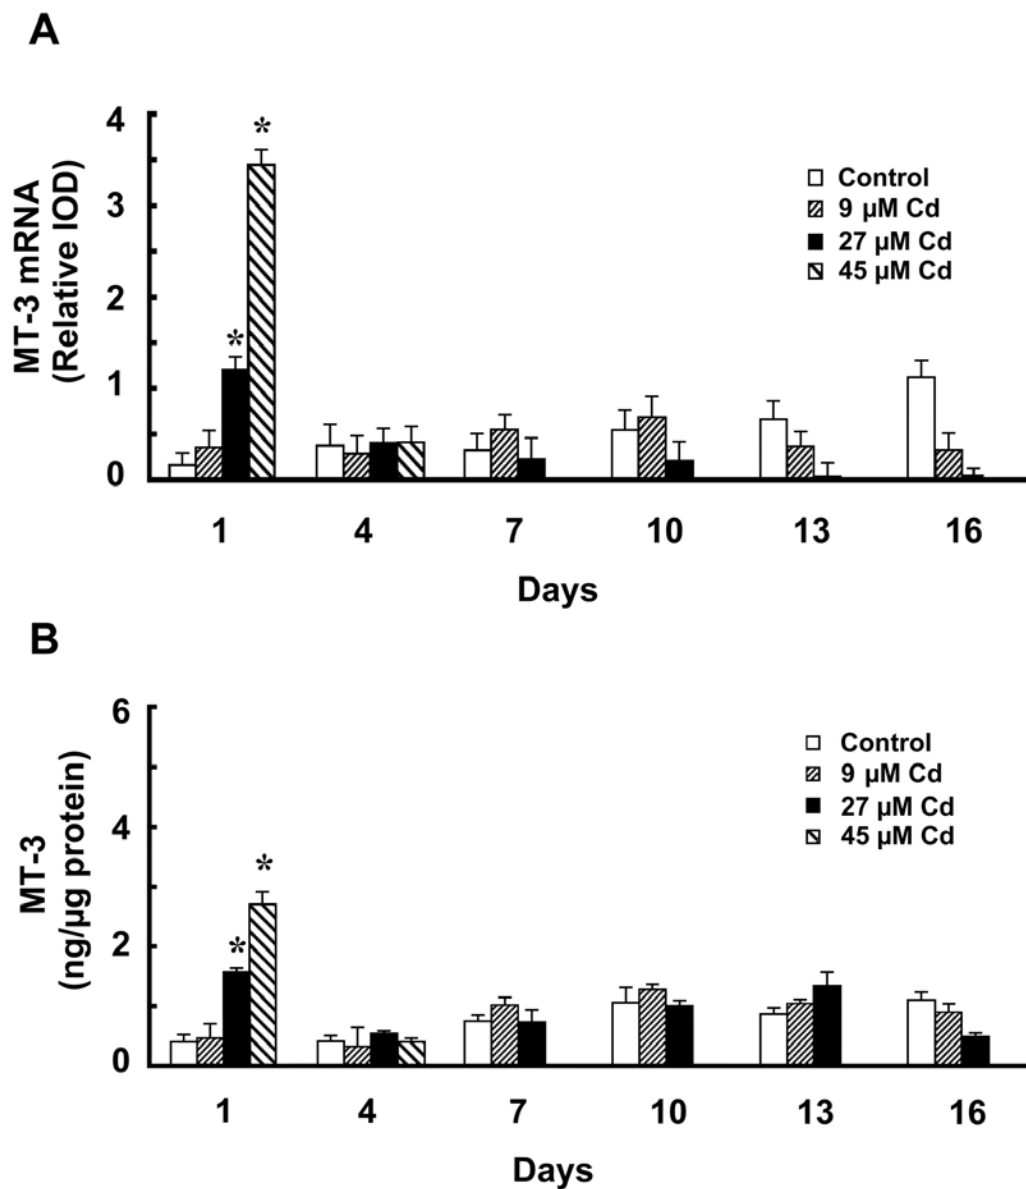 A
MT-3 mRNA
(Relative IOD)
4
3
2
1
0
*
*
Control
9 µM Cd
27 µM Cd
45 µM Cd
1 4 7 10 13 16
Days
B
MT-3
(ng/µg protein)
6
4
2
0
*
*
Control
9 µM Cd
27 µM Cd
45 µM Cd
1 4 7 10 13 16
Days